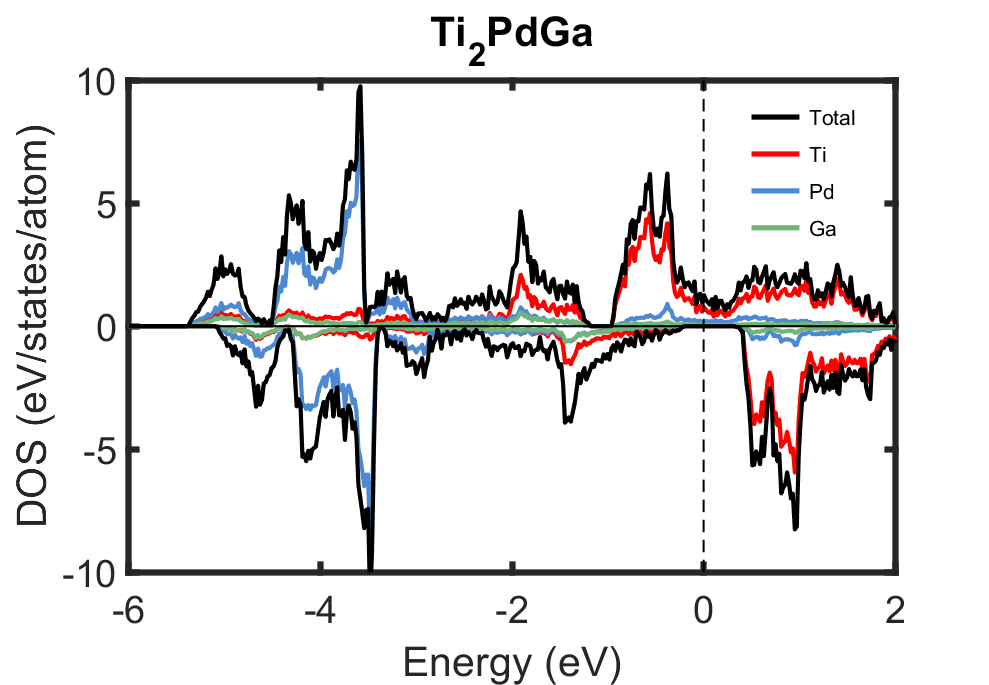 Ti₂PdGa
DOS (eV/states/atom)
10
5
0
-5
-10
Total
Ti
Pd
Ga
-6 -4 -2 0 2
Energy (eV)